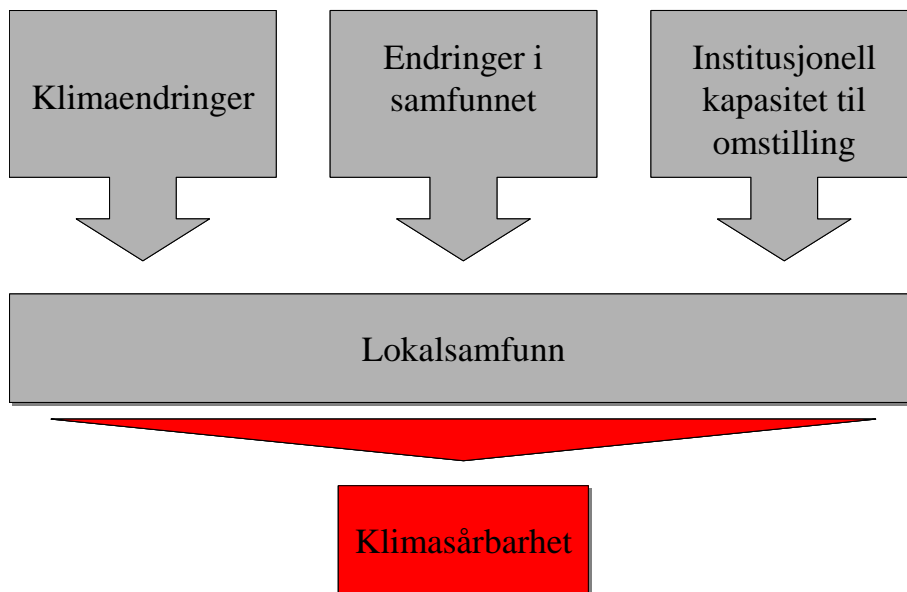 Klimaendringer
Endringer i
samfunnet
Institusjonell
kapasitet til
omstilling
Lokalsamfunn
Klimasårbarhet